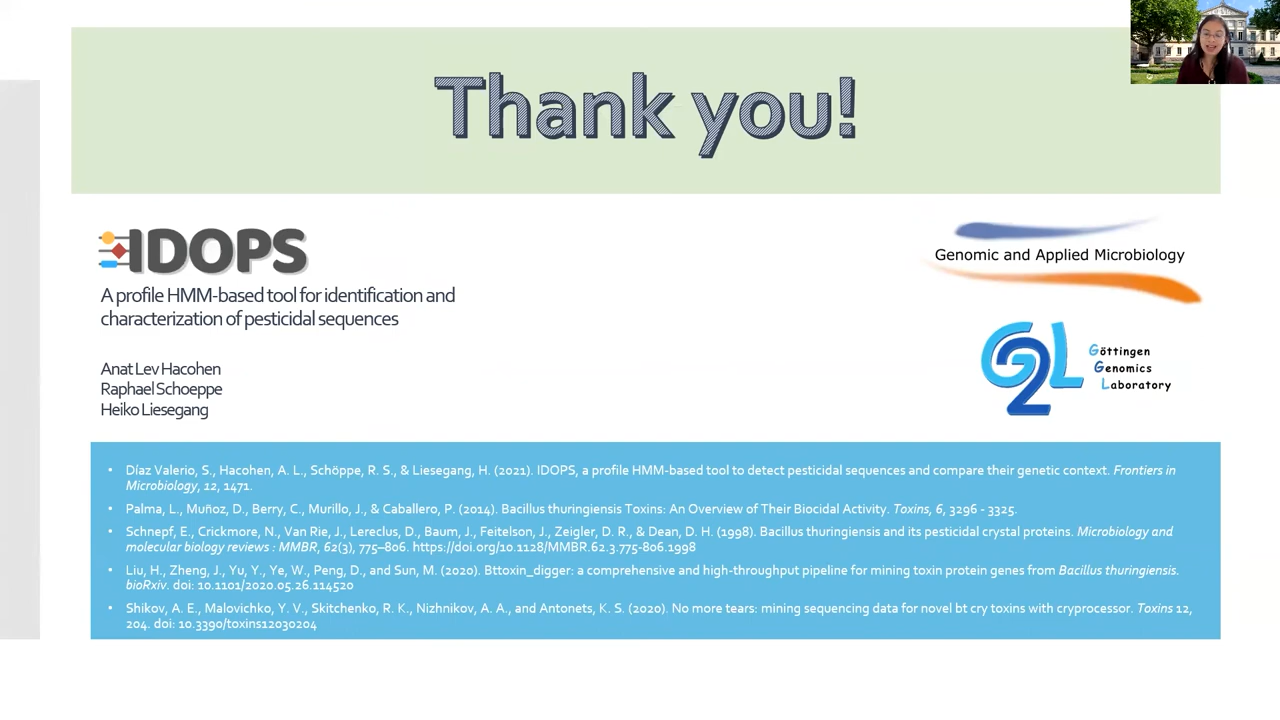 Thank you!
IDOPS
A profile HMM-based tool for identification and
characterization of pesticidal sequences
Anat Lev Hacohen
Raphael Schoeppe
Heiko Liesegang
Genomic and Applied Microbiology
G2L
Göttingen
Genomics
Laboratory
• Díaz Valerio, S., Hacohen, A. L., Schöppe, R. S., & Liesegang, H. (2021). IDOPS, a profile HMM-based tool to detect pesticidal sequences and compare their genetic context. Frontiers in
Microbiology, 12, 1471.
• Palma, L., Muñoz, D., Berry, C., Murillo, J., & Caballero, P. (2014). Bacillus thuringiensis Toxins: An Overview of Their Biocidal Activity. Toxins, 6, 3296 - 3325.
• Schnepf, E., Crickmore, N., Van Rie, J., Lereclus, D., Baum, J., Feitelson, J., Zeigler, D. R., & Dean, D. H. (1998). Bacillus thuringiensis and its pesticidal crystal proteins. Microbiology and
molecular biology reviews : MMBR, 62(3), 775–806. https://doi.org/10.1128/MMBR.62.3.775-806.1998
• Liu, H., Zheng, J., Yu, Y., Ye, W., Peng, D., and Sun, M. (2020). Bttoxin_digger: a comprehensive and high-throughput pipeline for mining toxin protein genes from Bacillus thuringiensis.
bioRxiv. doi: 10.1101/2020.05.26.114520
• Shikov, A. E., Malovichko, Y. V., Skitchenko, R. K., Nizhnikov, A. A., and Antonets, K. S. (2020). No more tears: mining sequencing data for novel bt cry toxins with cryprocessor. Toxins 12,
204. doi: 10.3390/toxins12030204